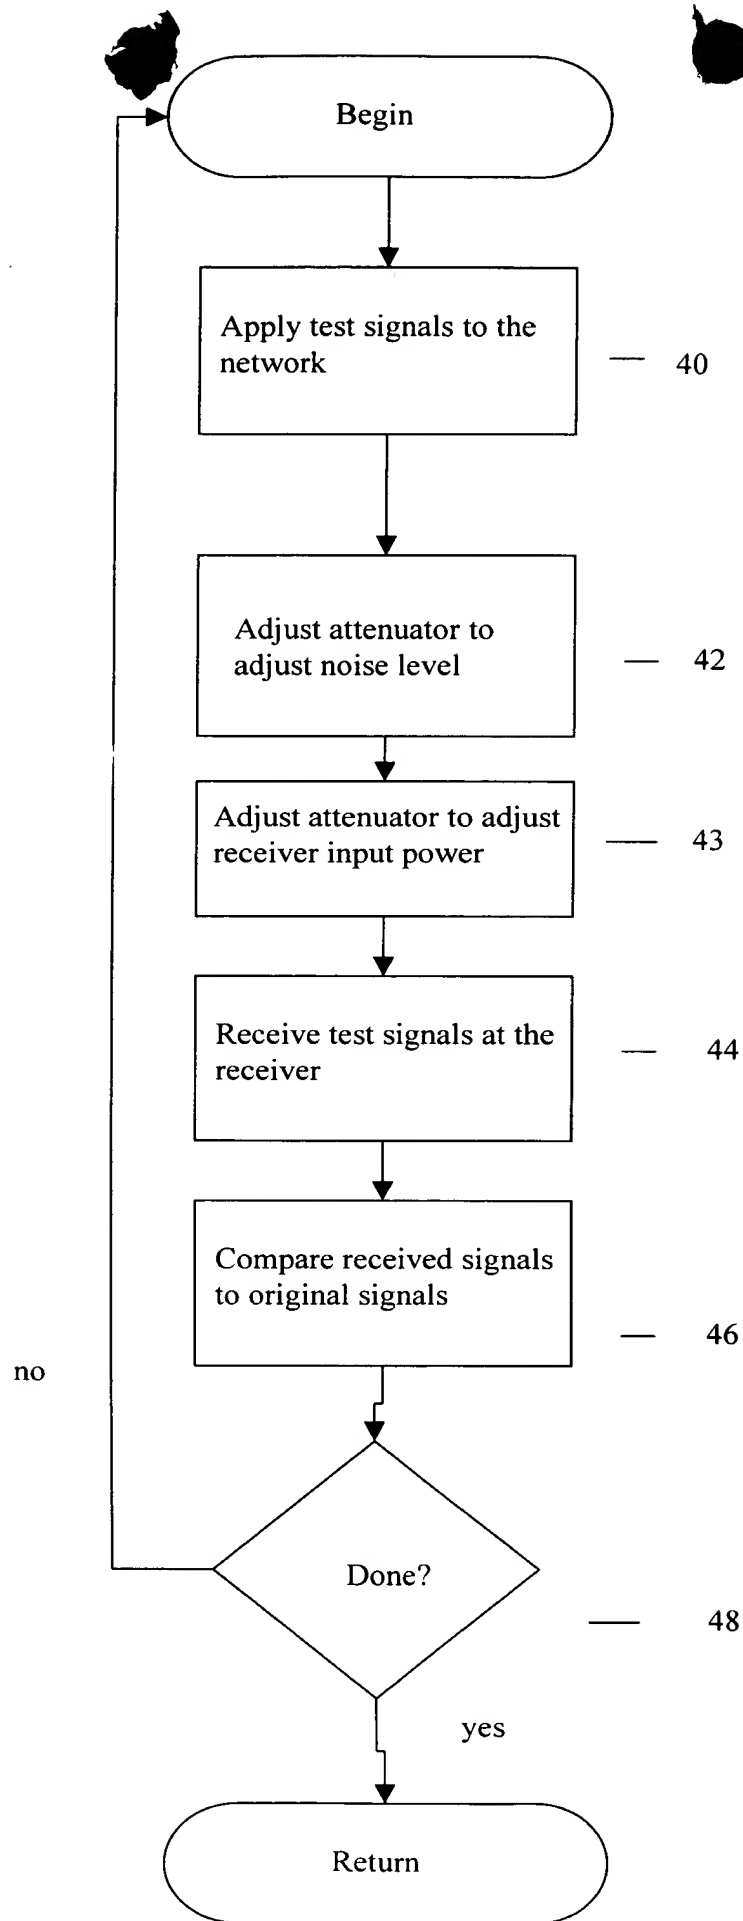 Begin
Apply test signals to the
network
40
Adjust attenuator to
adjust noise level
42
Adjust attenuator to adjust
receiver input power
43
Receive test signals at the
receiver
44
Compare received signals
to original signals
46
no
Done?
48
yes
Return